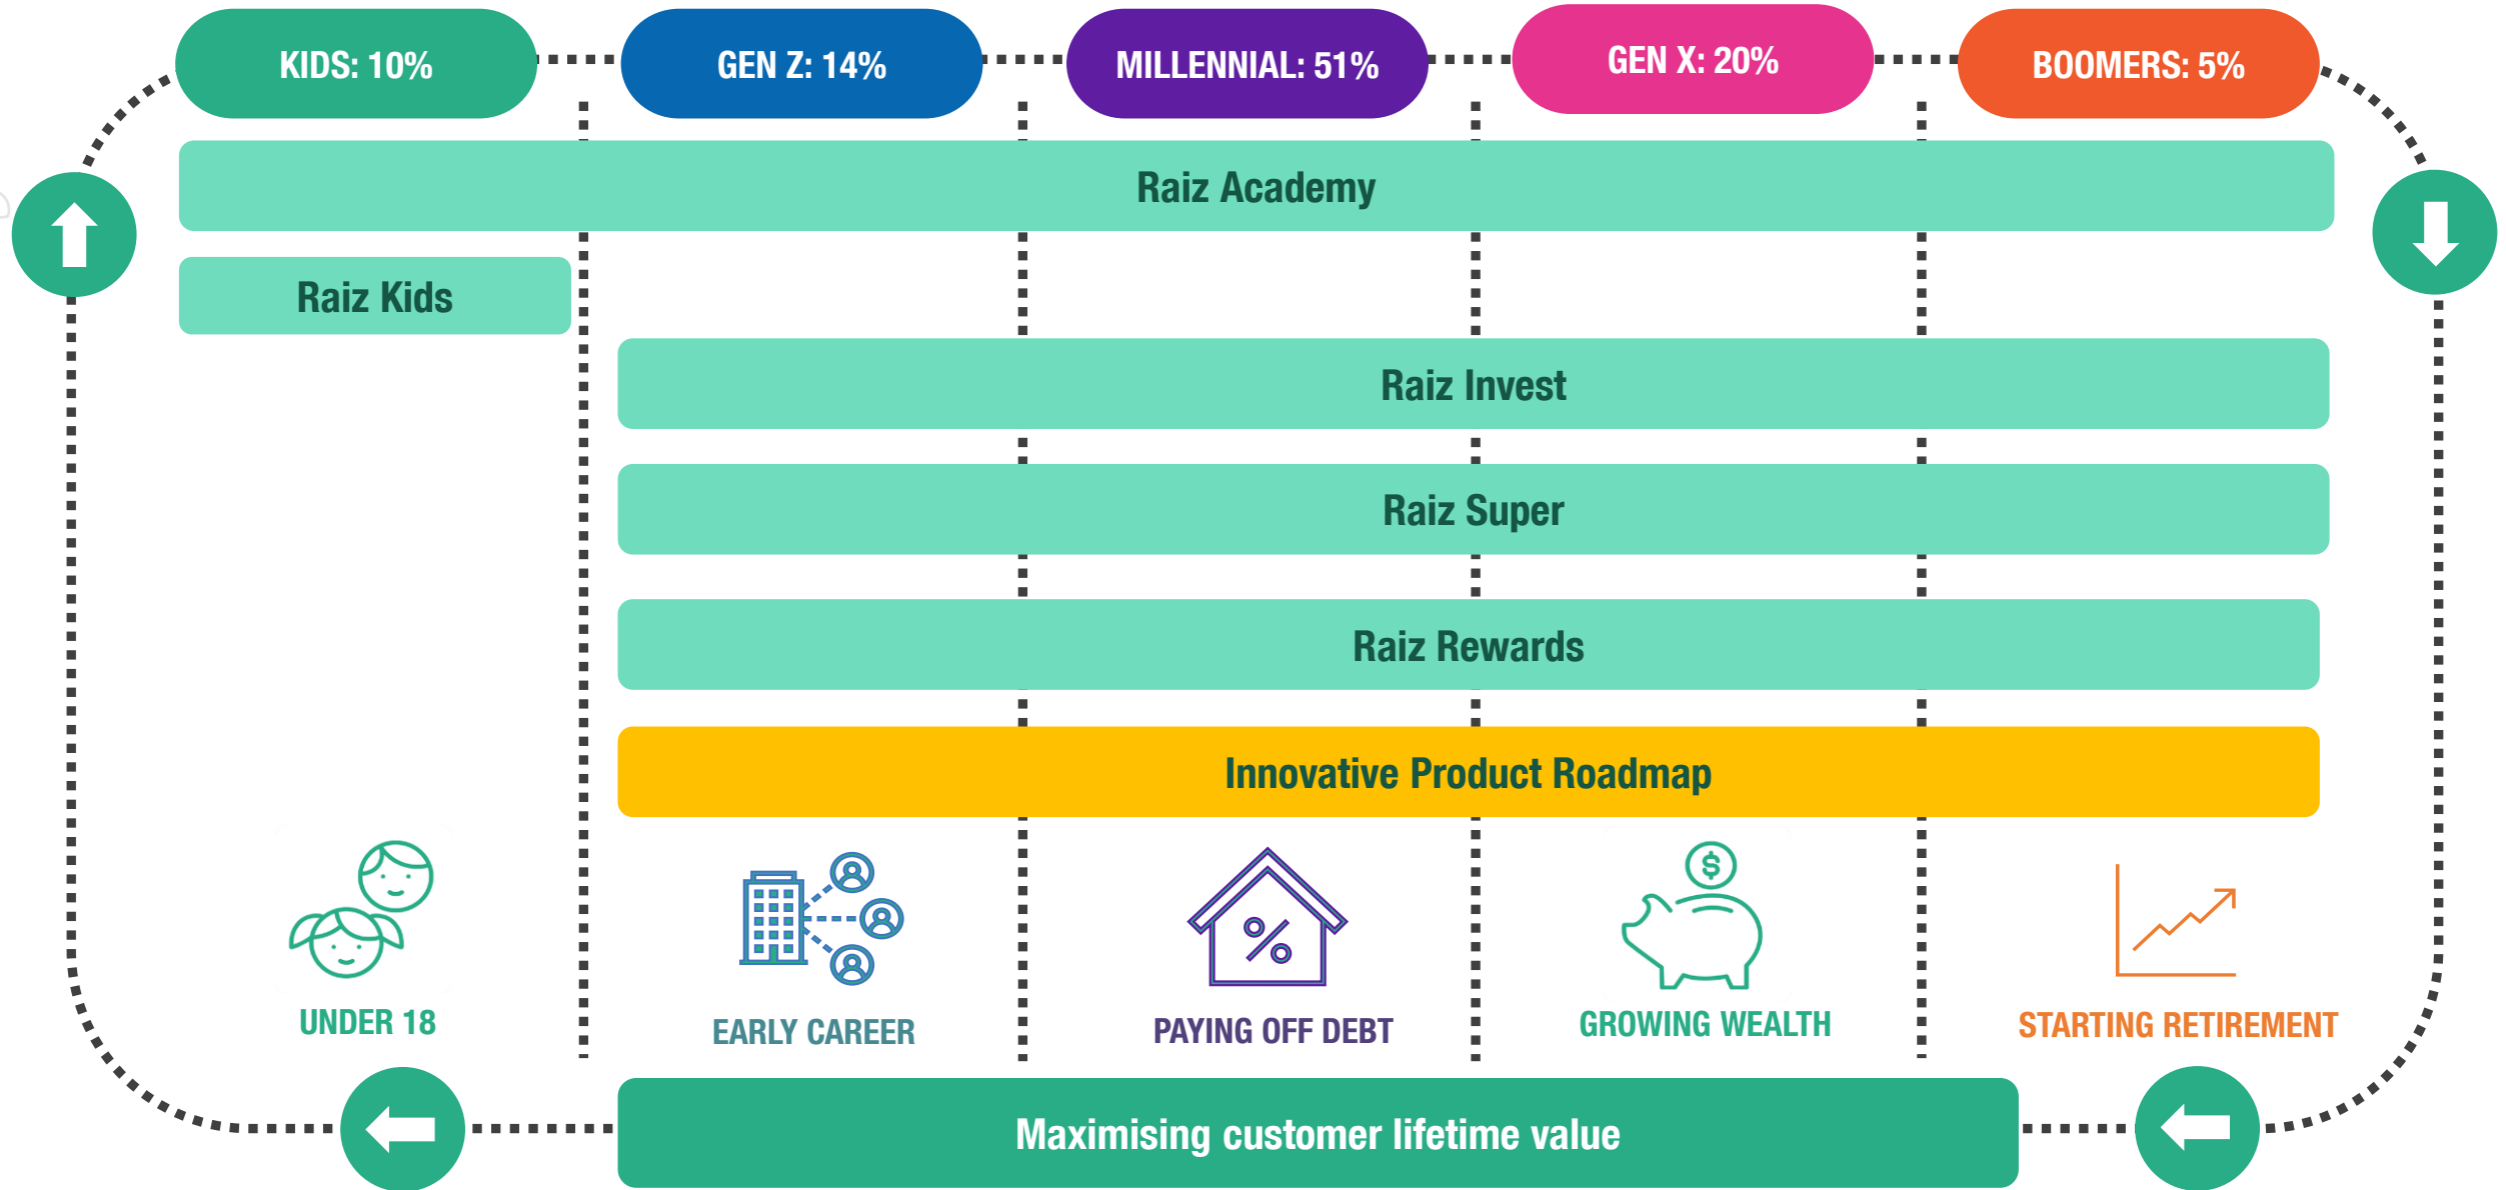 KIDS: 10%
GEN Z: 14%
MILLENNIAL: 51%
GEN X: 20%
BOOMERS: 5%
Raiz Academy
Raiz Kids
Raiz Invest
Raiz Super
Raiz Rewards
Innovative Product Roadmap
UNDER 18
EARLY CAREER
PAYING OFF DEBT
GROWING WEALTH
STARTING RETIREMENT
Maximising customer lifetime value